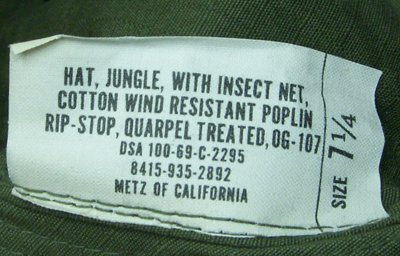 HAT, JUNGLE, WITH INSECT NET,
COTTON WIND RESISTANT POPLIN
RIP-STOP, QUARPEL TREATED, OG-107
DSA 100-69-C-2295
8415-935-2892
METZ OF CALIFORNIA
SIZE 7 1/4